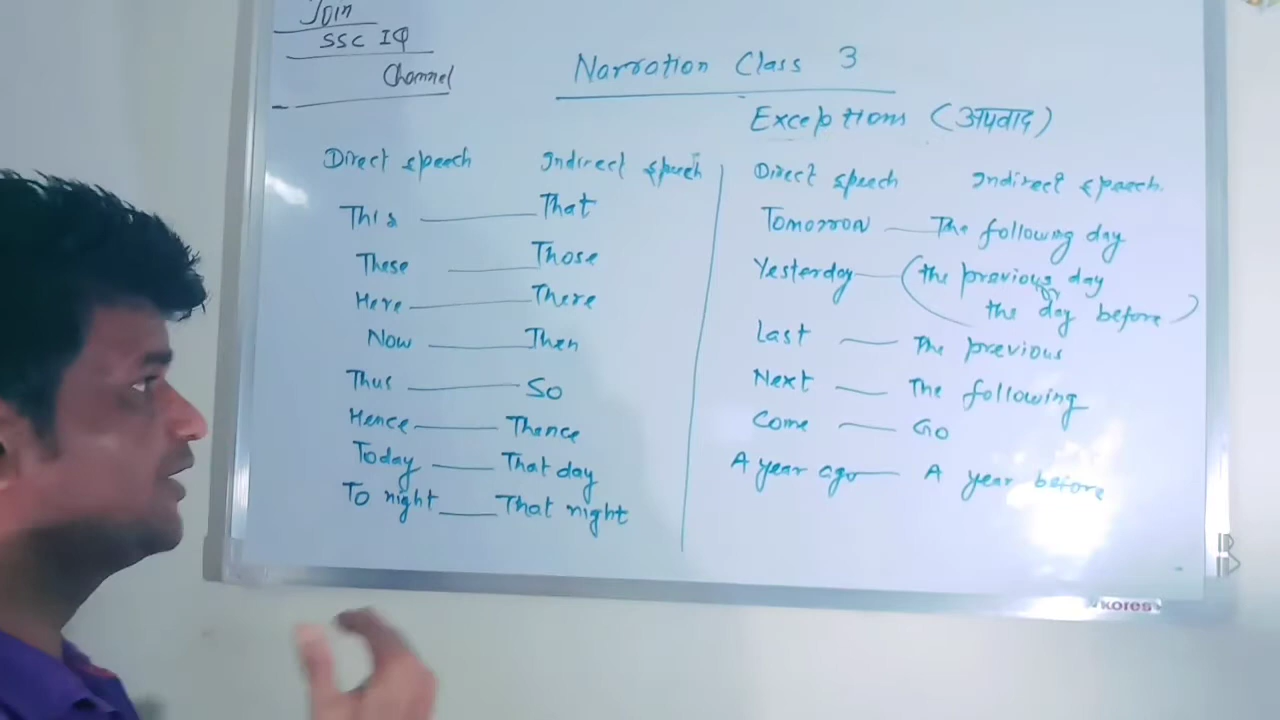 Join
SSC IQ
Channel
Narration Class 3
Exceptions (अपवाद)
Direct speech Indirect speech
This That
These Those
Here There
Now Then
Thus So
Hence Thence
Today That day
To night That night
Direct speech Indirect speech.
Tomorrow The following day
Yesterday (the previous day
or
the day before)
Last The previous
Next The following
Come Go
A year ago A year before
kores